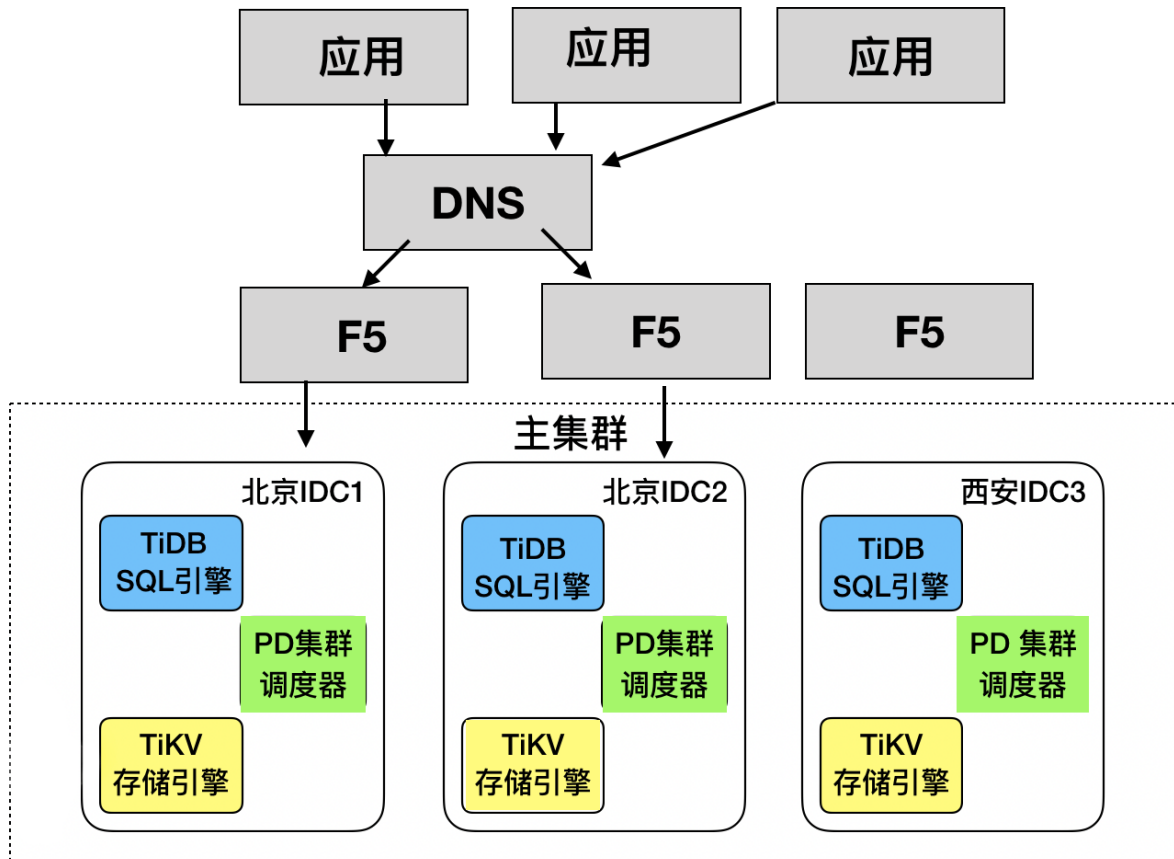 应用
应用
应用
DNS
F5
F5
F5
主集群
北京IDC1
TiDB
SQL引擎
PD集群
调度器
TiKV
存储引擎
北京IDC2
TiDB
SQL引擎
PD集群
调度器
TiKV
存储引擎
西安IDC3
TiDB
SQL引擎
PD 集群
调度器
TiKV
存储引擎